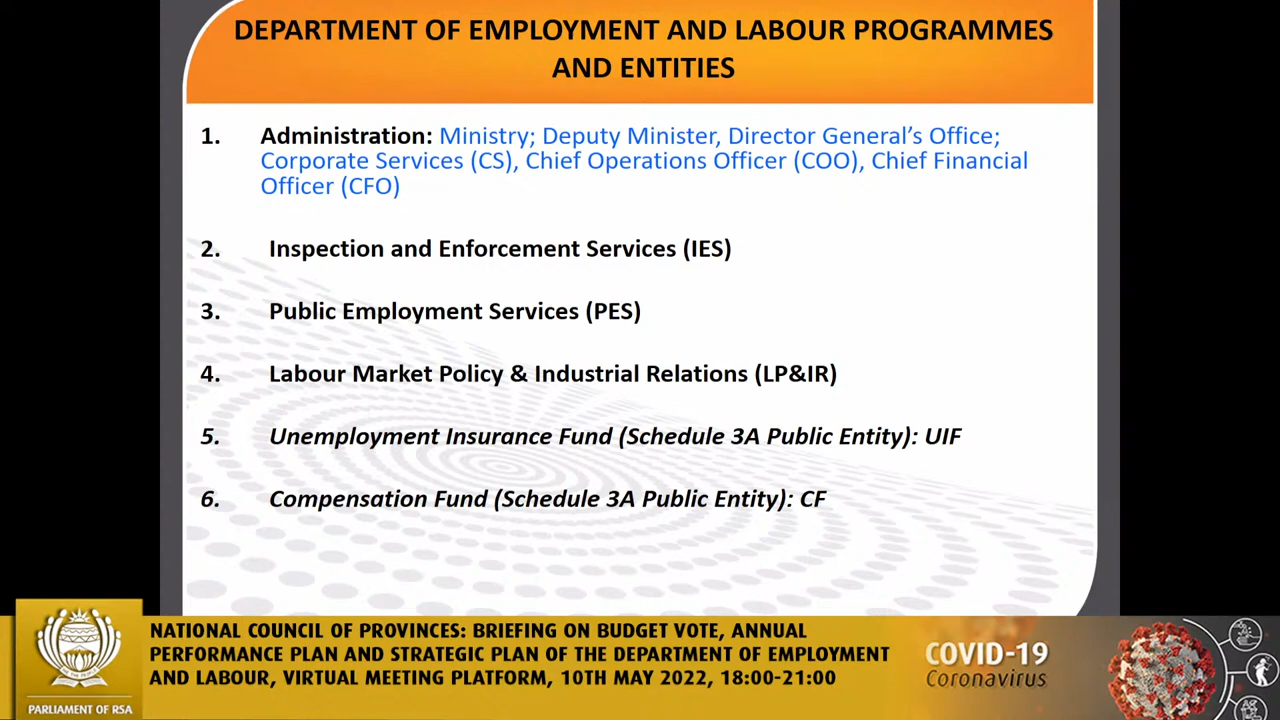 DEPARTMENT OF EMPLOYMENT AND LABOUR PROGRAMMES
AND ENTITIES
1. Administration: Ministry; Deputy Minister, Director General’s Office;
Corporate Services (CS), Chief Operations Officer (COO), Chief Financial
Officer (CFO)
2. Inspection and Enforcement Services (IES)
3. Public Employment Services (PES)
4. Labour Market Policy & Industrial Relations (LP&IR)
5. Unemployment Insurance Fund (Schedule 3A Public Entity): UIF
6. Compensation Fund (Schedule 3A Public Entity): CF
NATIONAL COUNCIL OF PROVINCES: BRIEFING ON BUDGET VOTE, ANNUAL
PERFORMANCE PLAN AND STRATEGIC PLAN OF THE DEPARTMENT OF EMPLOYMENT
AND LABOUR, VIRTUAL MEETING PLATFORM, 10TH MAY 2022, 18:00-21:00
PARLIAMENT OF RSA
COVID-19
Coronavirus